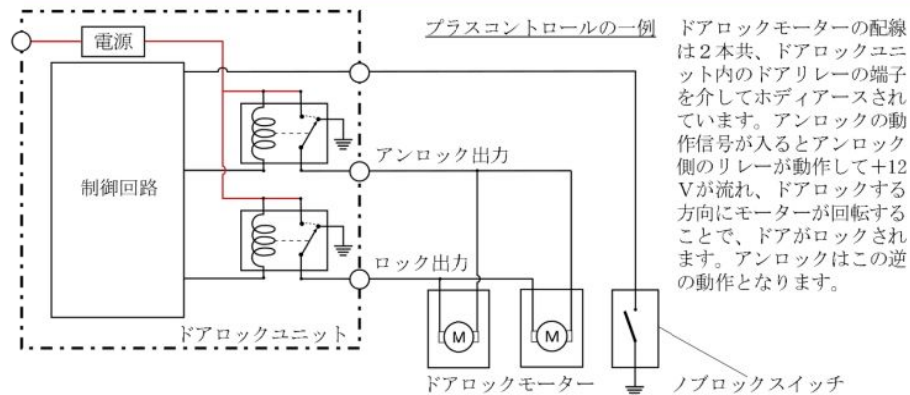 プラスコントロールの一例
電源
制御回路
アンロック出力
ロック出力
ドアロックユニット
M
M
ドアロックモーター
ノブロックスイッチ
ドアロックモーターの配線
は２本共、ドアロックユニ
ット内のドアリレーの端子
を介してホディアースされ
ています。アンロックの動
作信号が入るとアンロック
側のリレーが動作して＋12
Ｖが流れ、ドアロックする
方向にモーターが回転する
ことで、ドアがロックされ
ます。アンロックはこの逆
の動作となります。